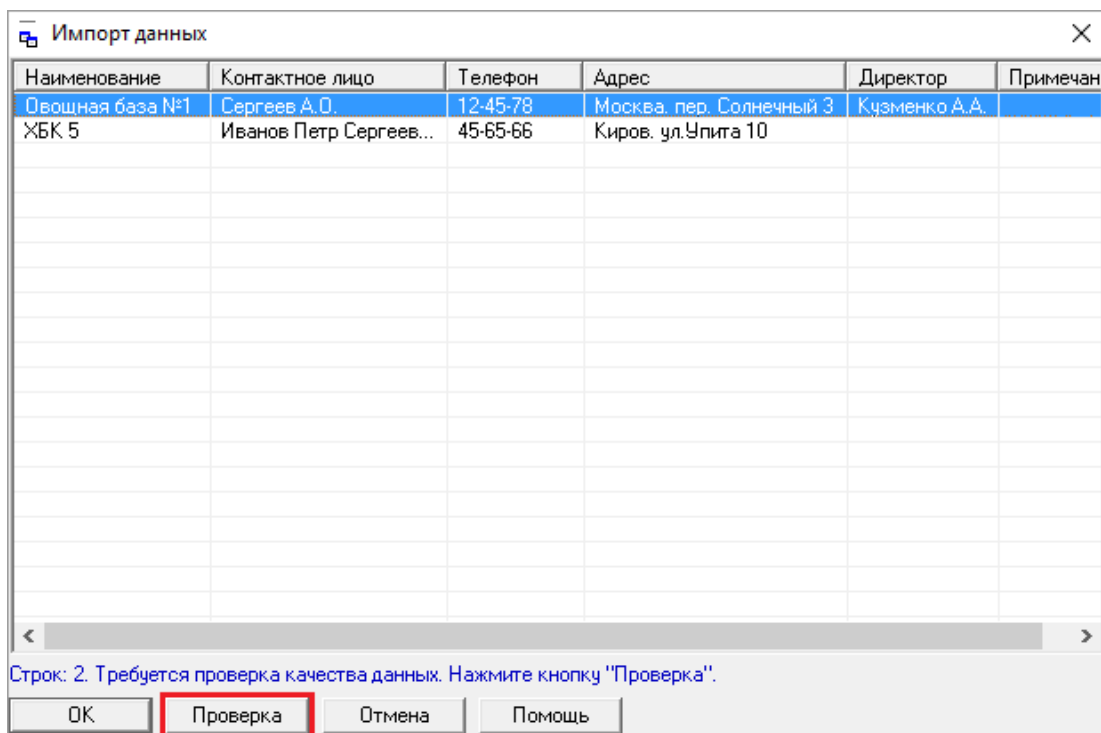 Импорт данных
Наименование Контактное лицо Телефон Адрес Директор Примечан
Овощная база №1 Сергеев А.О. 12-45-78 Москва. пер. Солнечный 3 Кузменко А.А.
ХБК 5 Иванов Петр Сергеев... 45-65-66 Киров. ул.Упита 10
Строк: 2. Требуется проверка качества данных. Нажмите кнопку "Проверка".
OK Проверка Отмена Помощь